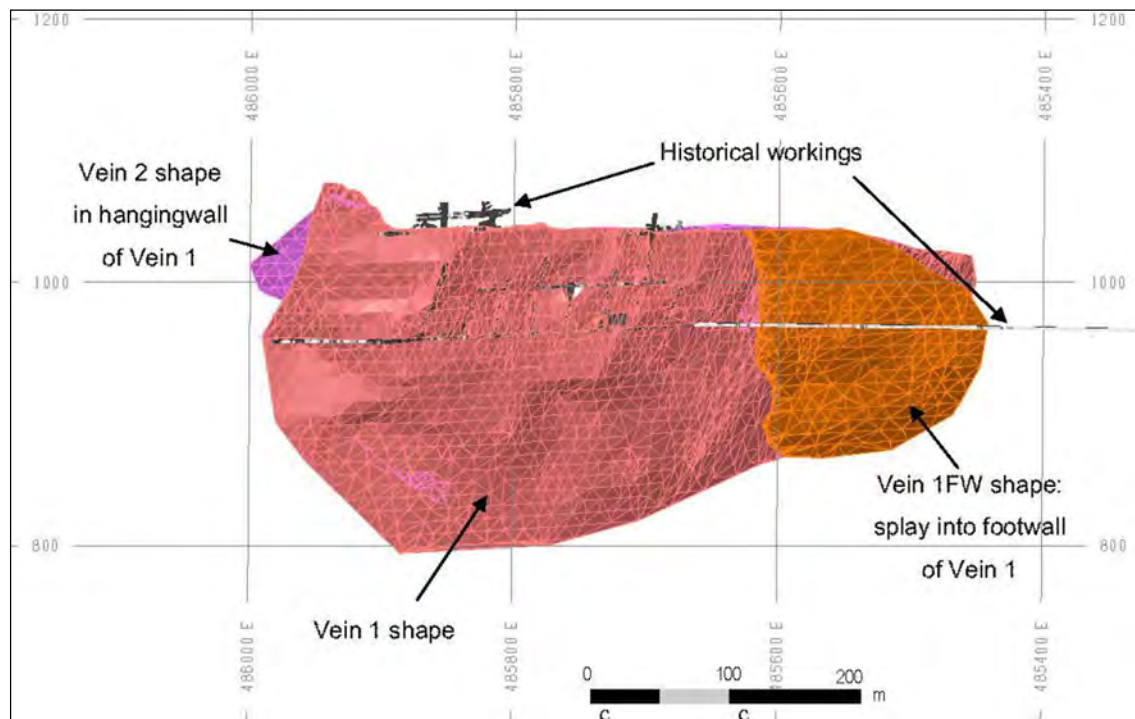 1200
1200
486000 E
485800 E
485600 E
485400 E
Historical workings
Vein 2 shape
in hangingwall
of Vein 1
1000
1000
Vein 1FW shape:
splay into footwall
of Vein 1
800
800
Vein 1 shape
486000 E
485800 E
485600 E
485400 E
0
100
200
m
c
c